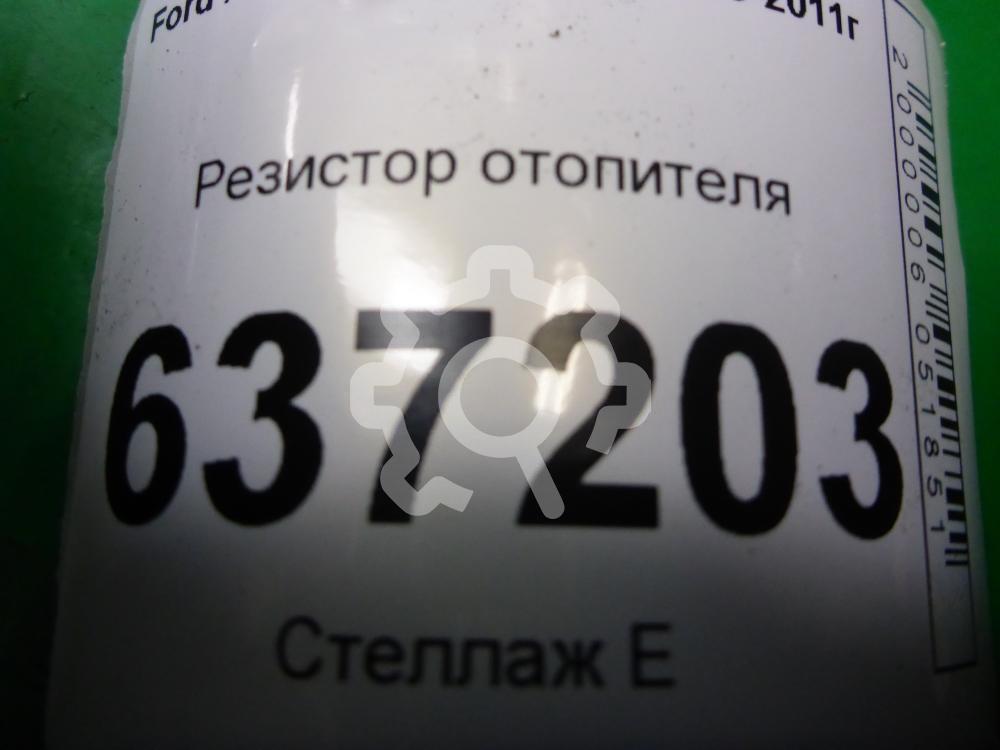 Ford 2011г
Резистор отопителя
637203
Стеллаж Е
2000006051851